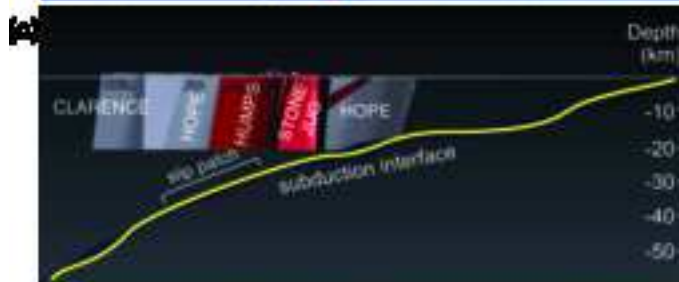 (a)
Depth
(km)
CLARENCE
HOPE
HUMPS
STONE
JUG
HOPE
-10
-20
slip patch
subduction interface
-30
-40
-50